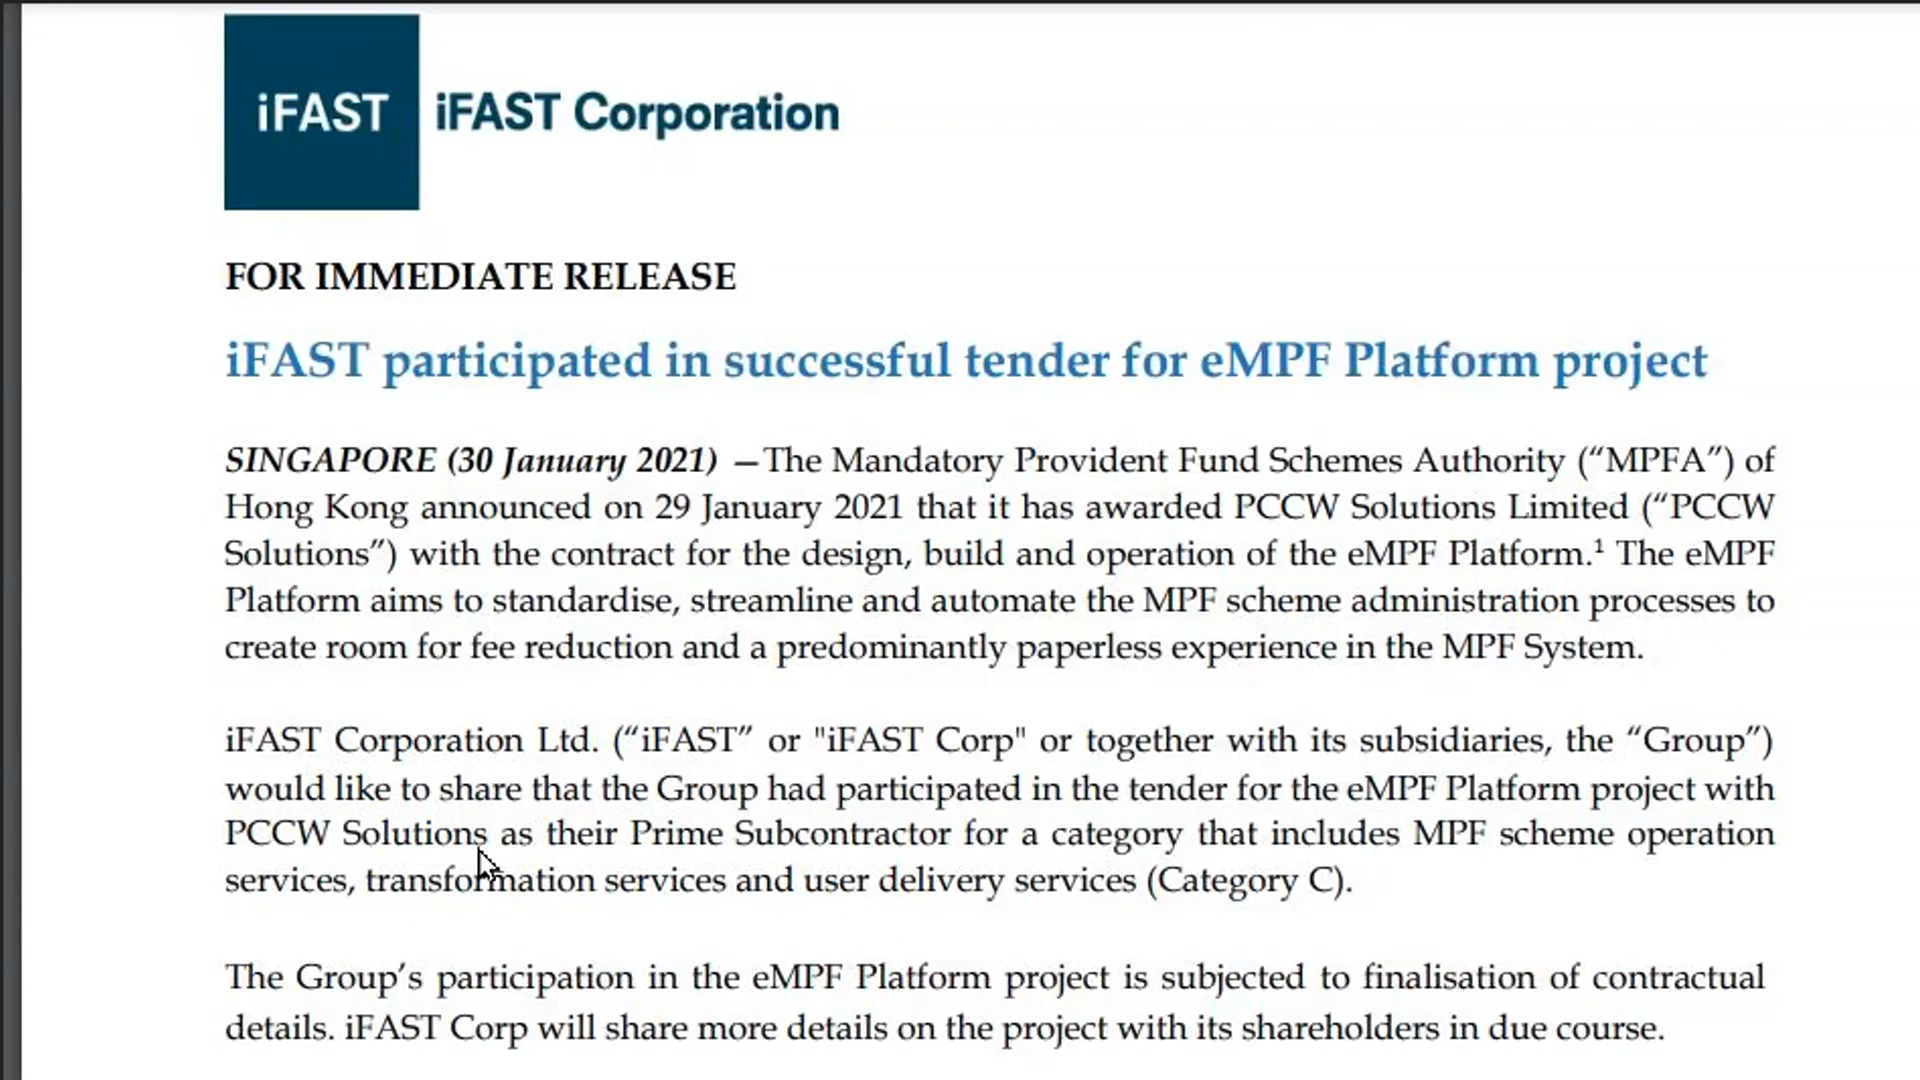 iFAST
iFAST Corporation
FOR IMMEDIATE RELEASE
iFAST participated in successful tender for eMPF Platform project
SINGAPORE (30 January 2021) —The Mandatory Provident Fund Schemes Authority (“MPFA”) of
Hong Kong announced on 29 January 2021 that it has awarded PCCW Solutions Limited (“PCCW
Solutions”) with the contract for the design, build and operation of the eMPF Platform.¹ The eMPF
Platform aims to standardise, streamline and automate the MPF scheme administration processes to
create room for fee reduction and a predominantly paperless experience in the MPF System.
iFAST Corporation Ltd. (“iFAST” or "iFAST Corp" or together with its subsidiaries, the “Group”)
would like to share that the Group had participated in the tender for the eMPF Platform project with
PCCW Solutions as their Prime Subcontractor for a category that includes MPF scheme operation
services, transformation services and user delivery services (Category C).
The Group’s participation in the eMPF Platform project is subjected to finalisation of contractual
details. iFAST Corp will share more details on the project with its shareholders in due course.